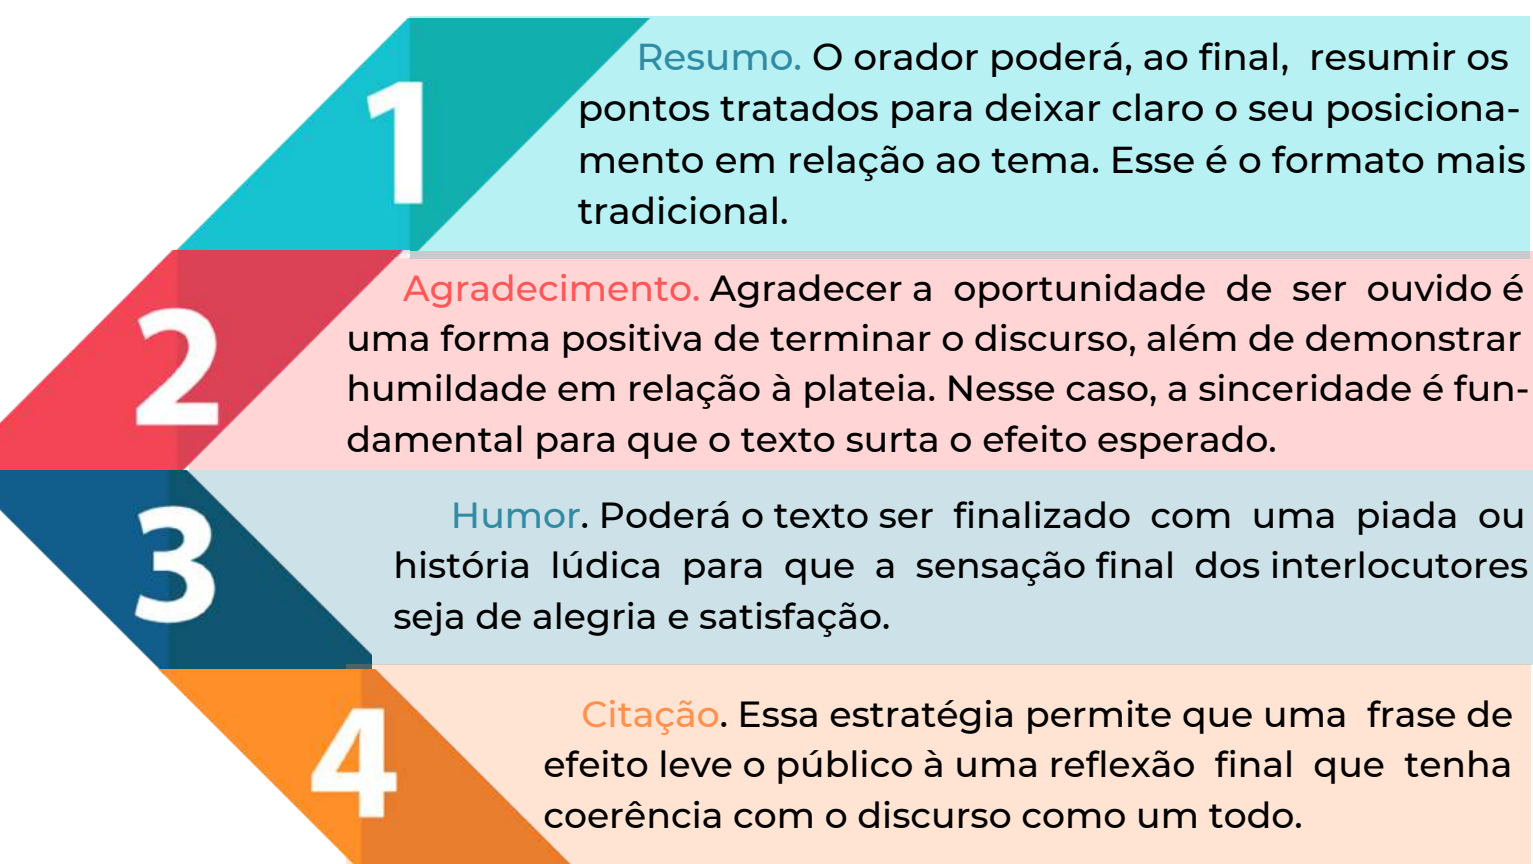 1
Resumo. O orador poderá, ao final, resumir os
pontos tratados para deixar claro o seu posiciona-
mento em relação ao tema. Esse é o formato mais
tradicional.
2
Agradecimento. Agradecer a oportunidade de ser ouvido é
uma forma positiva de terminar o discurso, além de demonstrar
humildade em relação à plateia. Nesse caso, a sinceridade é fun-
damental para que o texto surta o efeito esperado.
3
Humor. Poderá o texto ser finalizado com uma piada ou
história lúdica para que a sensação final dos interlocutores
seja de alegria e satisfação.
4
Citação. Essa estratégia permite que uma frase de
efeito leve o público à uma reflexão final que tenha
coerência com o discurso como um todo.